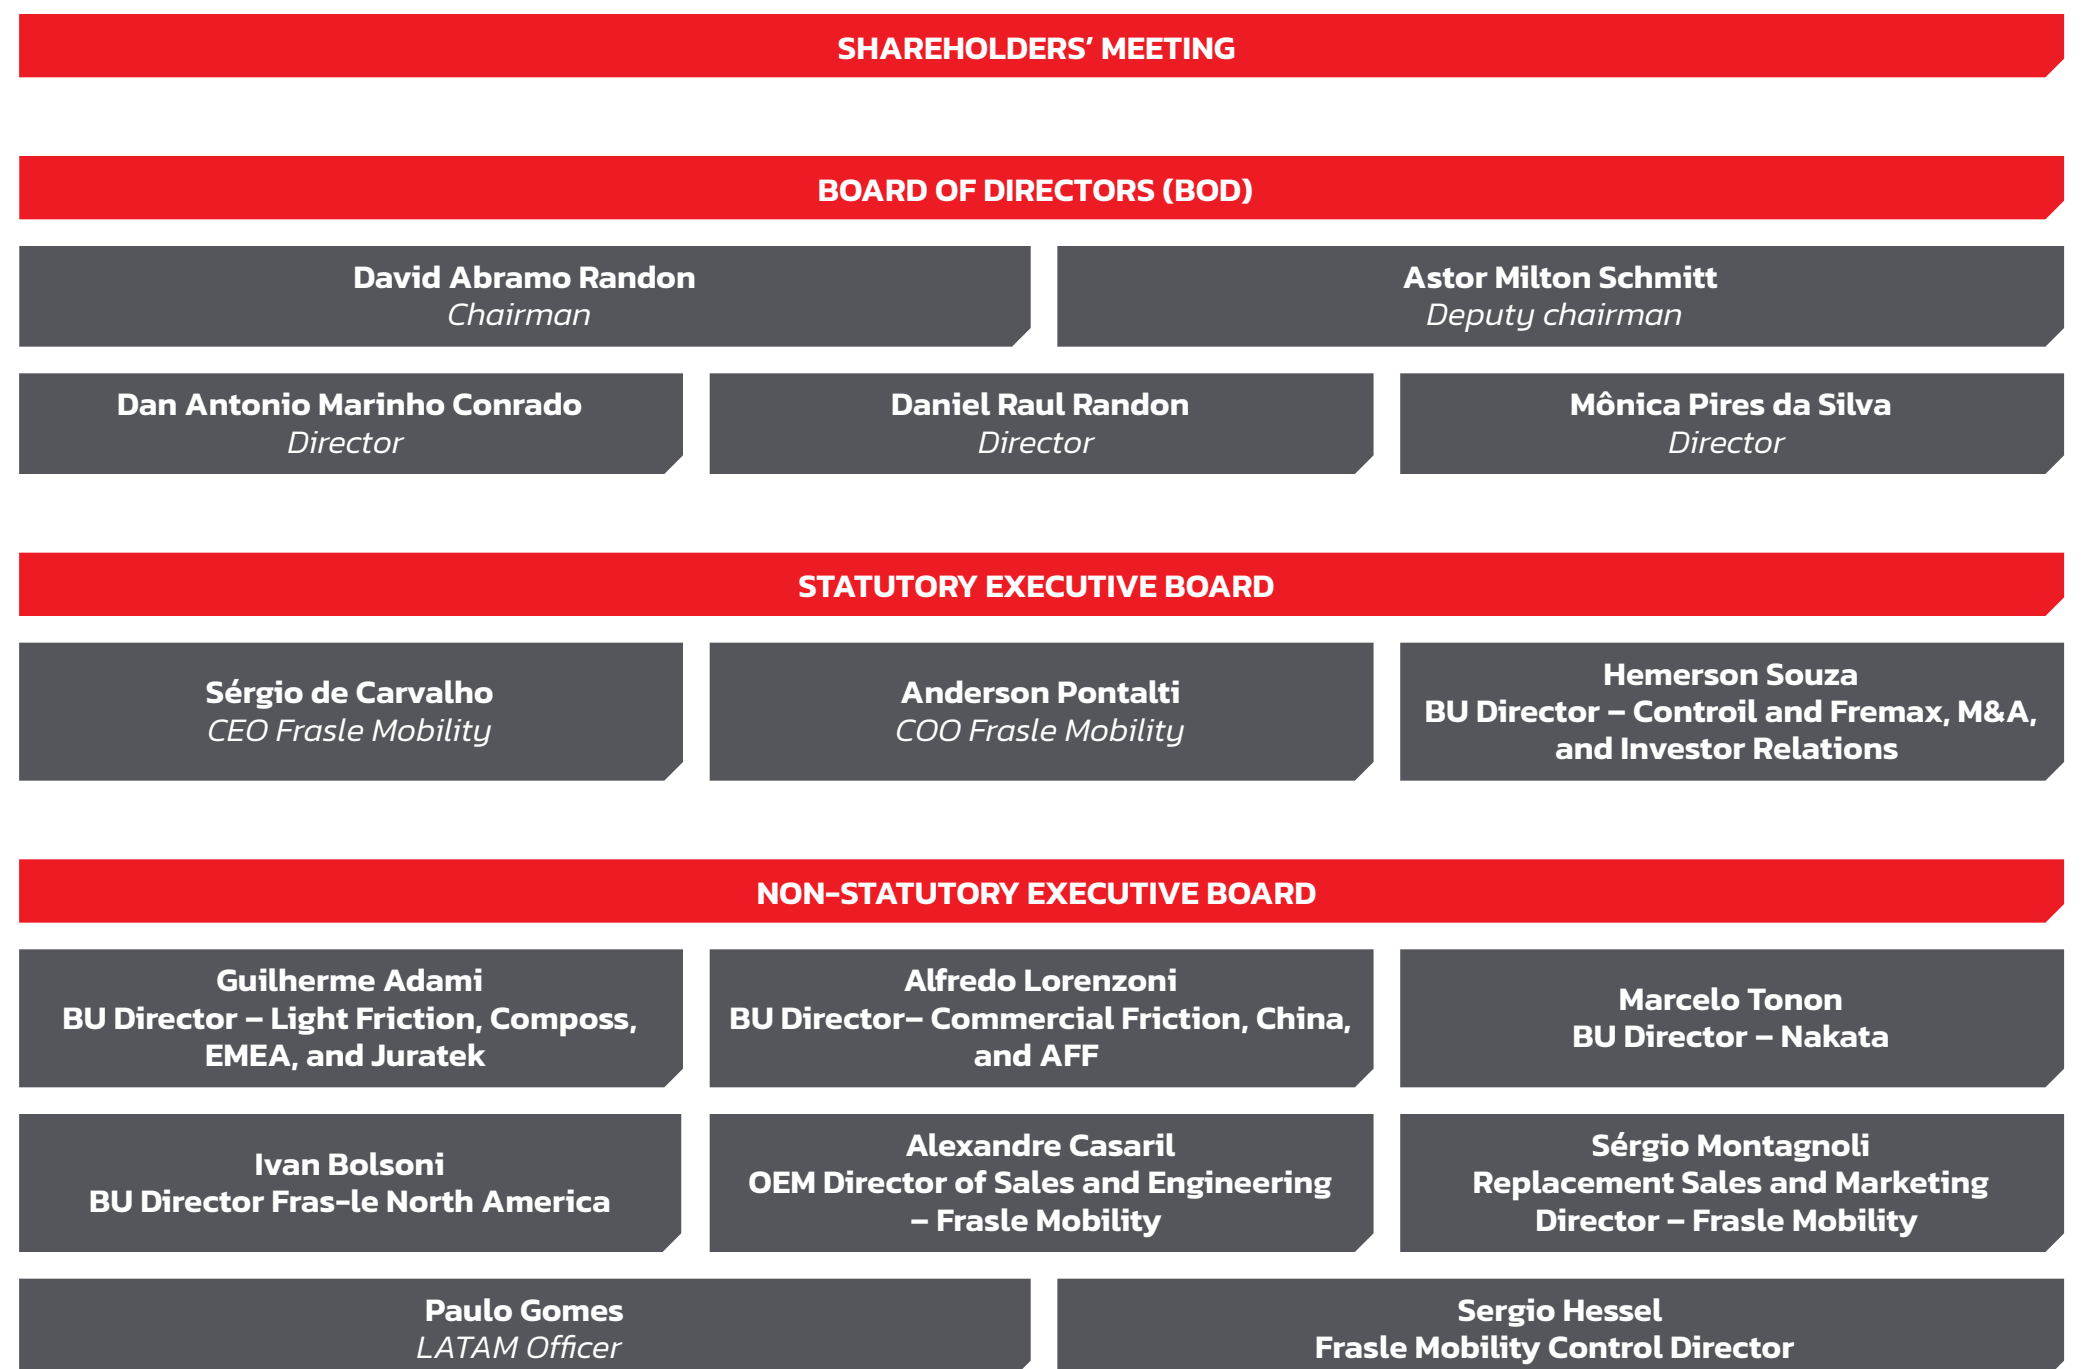 SHAREHOLDERS’ MEETING
BOARD OF DIRECTORS (BOD)
David Abramo Randon
Chairman
Astor Milton Schmitt
Deputy chairman
Dan Antonio Marinho Conrado
Director
Daniel Raul Randon
Director
Mônica Pires da Silva
Director
STATUTORY EXECUTIVE BOARD
Sérgio de Carvalho
CEO Frasle Mobility
Anderson Pontalti
COO Frasle Mobility
Hemerson Souza
BU Director – Controil and Fremax, M&A,
and Investor Relations
NON-STATUTORY EXECUTIVE BOARD
Guilherme Adami
BU Director – Light Friction, Composs,
EMEA, and Juratek
Alfredo Lorenzoni
BU Director– Commercial Friction, China,
and AFF
Marcelo Tonon
BU Director – Nakata
Ivan Bolsoni
BU Director Fras-le North America
Alexandre Casaril
OEM Director of Sales and Engineering
– Frasle Mobility
Sérgio Montagnoli
Replacement Sales and Marketing
Director – Frasle Mobility
Paulo Gomes
LATAM Officer
Sergio Hessel
Frasle Mobility Control Director